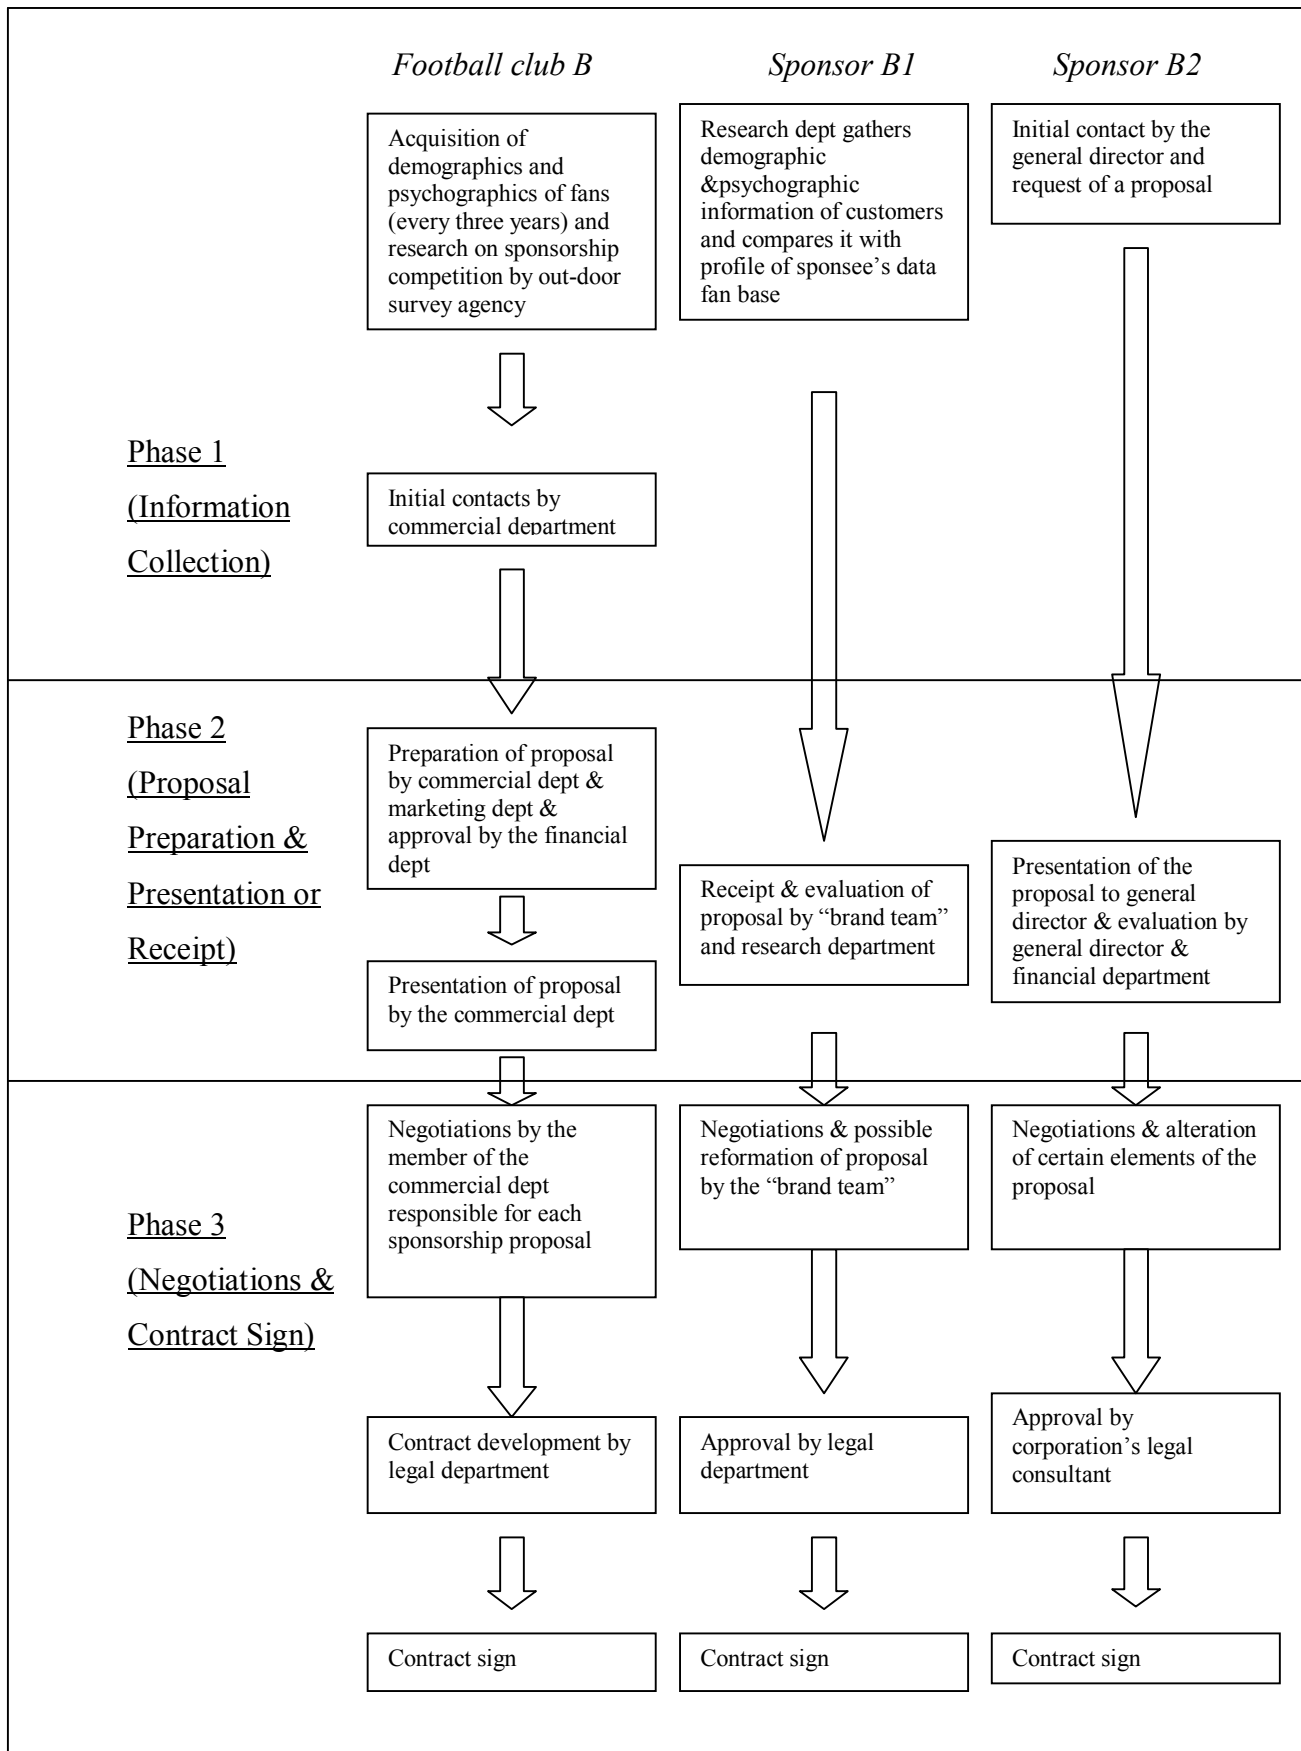 Football club B
Sponsor B1
Sponsor B2
Acquisition of
demographics and
psychographics of fans
(every three years) and
research on sponsorship
competition by out-door
survey agency
Research dept gathers
demographic
&psychographic
information of customers
and compares it with
profile of sponsee’s data
fan base
Initial contact by the
general director and
request of a proposal
Phase 1
(Information
Collection)
Initial contacts by
commercial department
Phase 2
(Proposal
Preparation &
Presentation or
Receipt)
Preparation of proposal
by commercial dept &
marketing dept &
approval by the financial
dept
Receipt & evaluation of
proposal by “brand team”
and research department
Presentation of the
proposal to general
director & evaluation by
general director &
financial department
Presentation of proposal
by the commercial dept
Phase 3
(Negotiations &
Contract Sign)
Negotiations by the
member of the
commercial dept
responsible for each
sponsorship proposal
Negotiations & possible
reformation of proposal
by the “brand team”
Negotiations & alteration
of certain elements of the
proposal
Contract development by
legal department
Approval by legal
department
Approval by
corporation’s legal
consultant
Contract sign
Contract sign
Contract sign